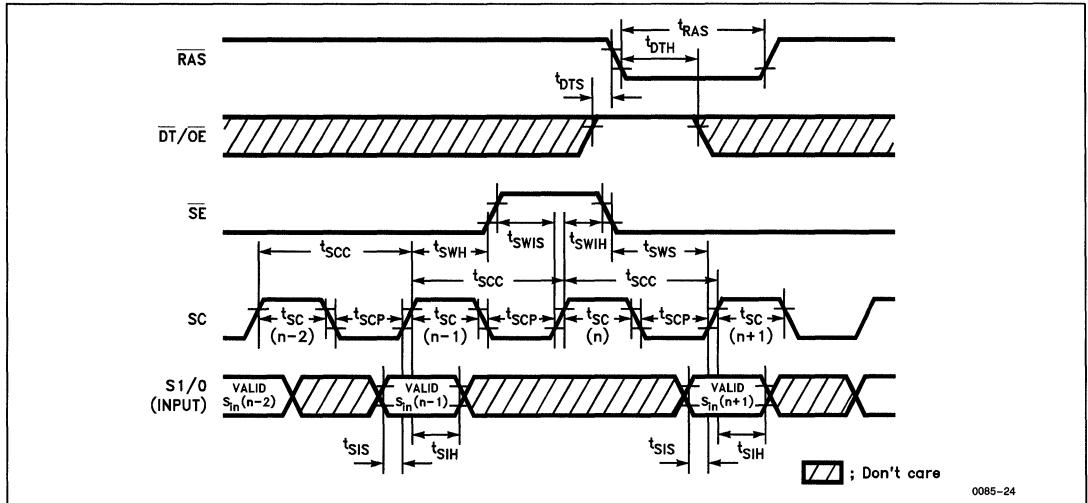 tRAS
RAS
tDTH
tDTS
DT/OE
SE
tSWIS
tSWIH
tSCC
tSWH
tSWS
tSCC
tSCC
SC
tSC
(n-2)
tSCP
tSC
(n-1)
tSCP
tSC
(n)
tSCP
tSC
(n+1)
S1/0
(INPUT)
VALID
Sin(n-2)
VALID
Sin(n-1)
VALID
Sin(n+1)
tSIS
tSIH
tSIS
tSIH
; Don't care
0085-24